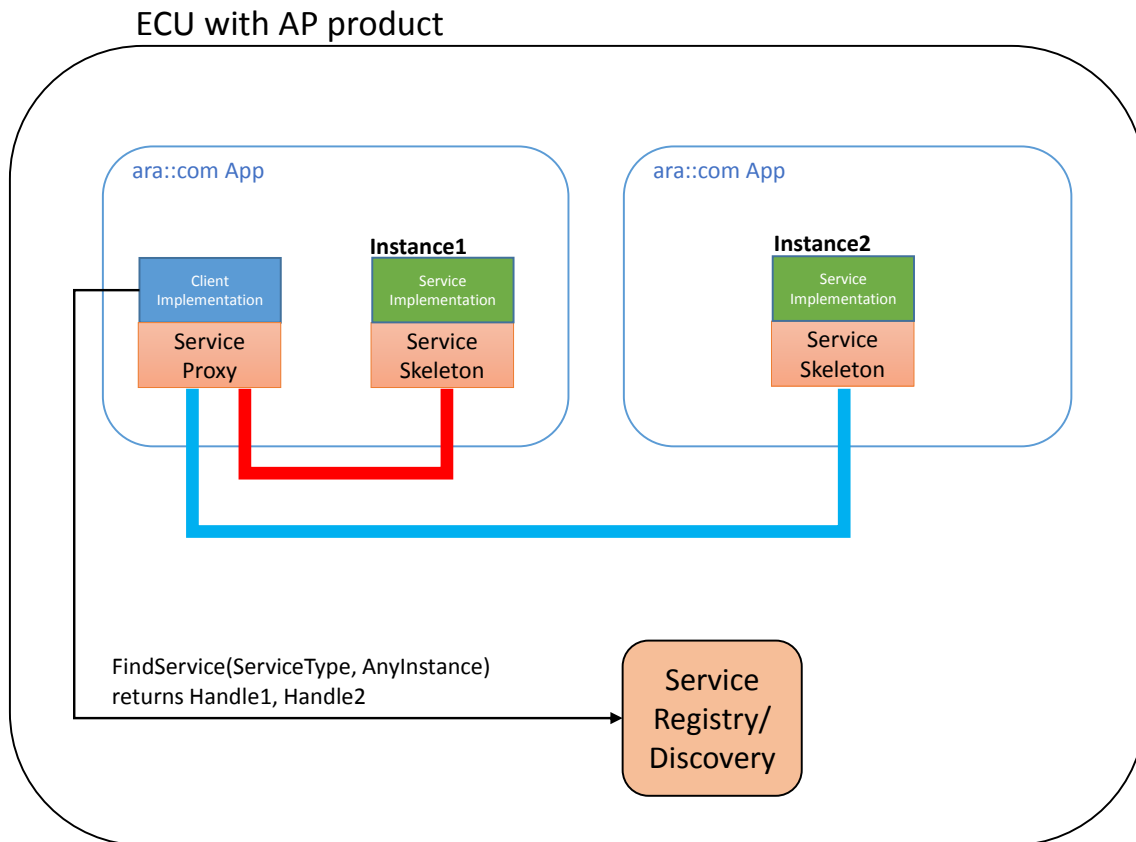 ECU with AP product
ara::com App
ara::com App
Instance1
Instance2
Client
Implementation
Service
Implementation
Service
Implementation
Service
Proxy
Service
Skeleton
Service
Skeleton
FindService(ServiceType, AnyInstance)
returns Handle1, Handle2
Service
Registry/
Discovery